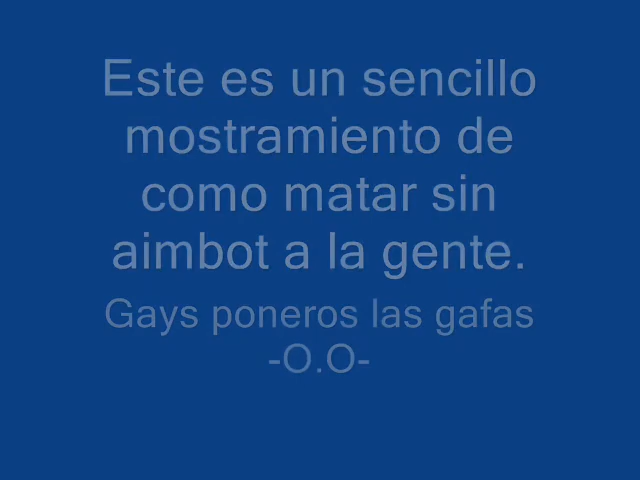 Este es un sencillo
mostramiento de
como matar sin
aimbot a la gente.
Gays poneros las gafas
-O.O-